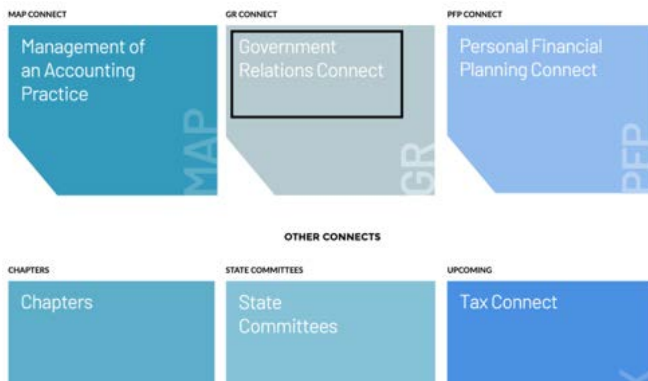 MAP CONNECT
GR CONNECT
PFP CONNECT
Management of
an Accounting
Practice
MAP
Government
Relations Connect
GR
Personal Financial
Planning Connect
PFP
OTHER CONNECTS
CHAPTERS
STATE COMMITTEES
UPCOMING
Chapters
State
Committees
Tax Connect